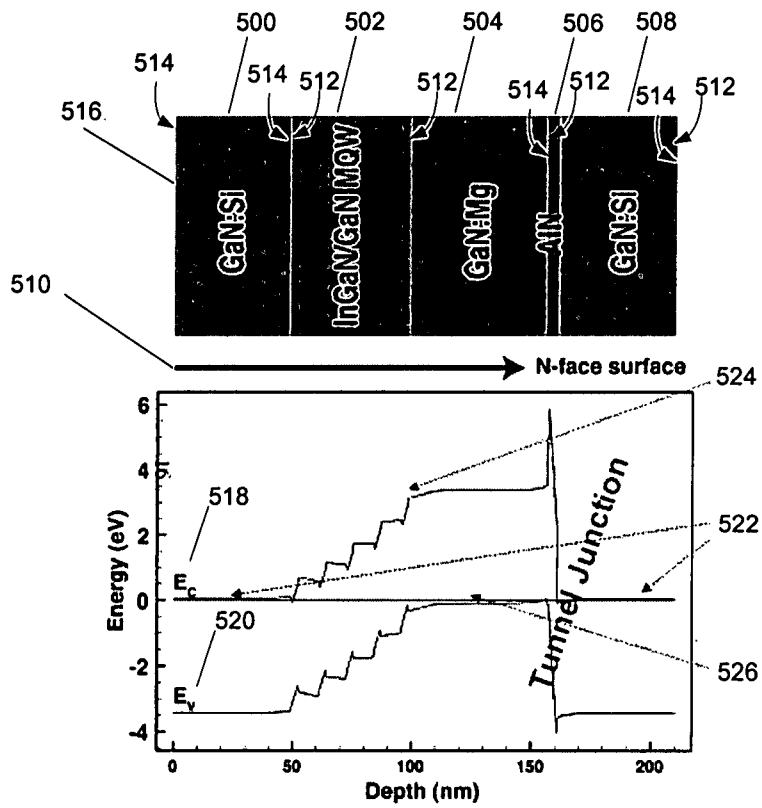 500 502 504 506 508
514 514 512 512 514 512 514 512
516
GaN:Si
InGaN/GaN MQW
GaN:Mg
AlN
GaN:Si
510
N-face surface
524
6
4
2
0
-2
-4
Energy (eV)
518
Ec
520
Ev
522
526
Tunnel Junction
0 50 100 150 200
Depth (nm)